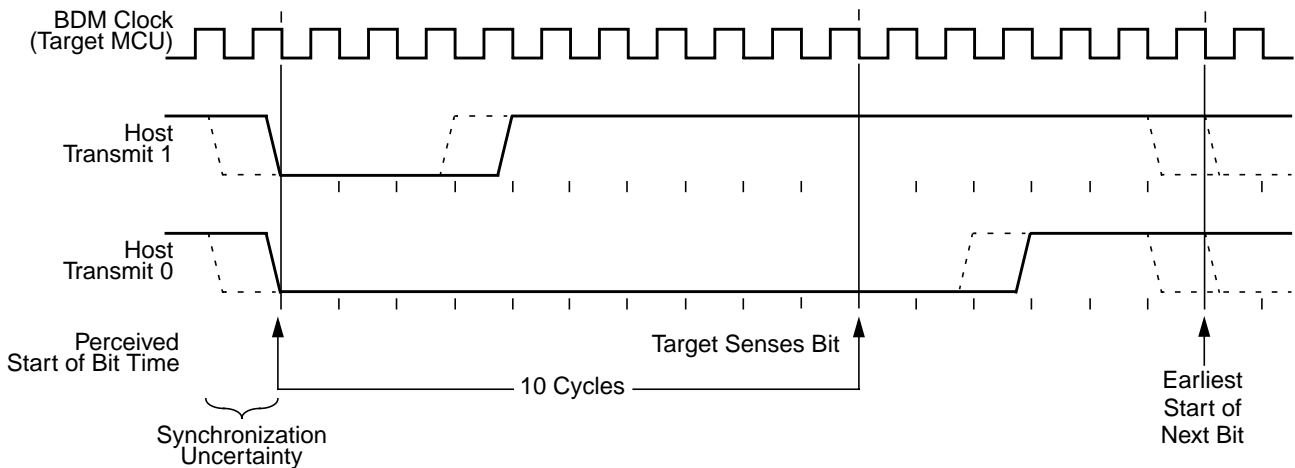 BDM Clock
(Target MCU)
Host
Transmit 1
Host
Transmit 0
Perceived
Start of Bit Time
Target Senses Bit
10 Cycles
Earliest
Start of
Next Bit
Synchronization
Uncertainty